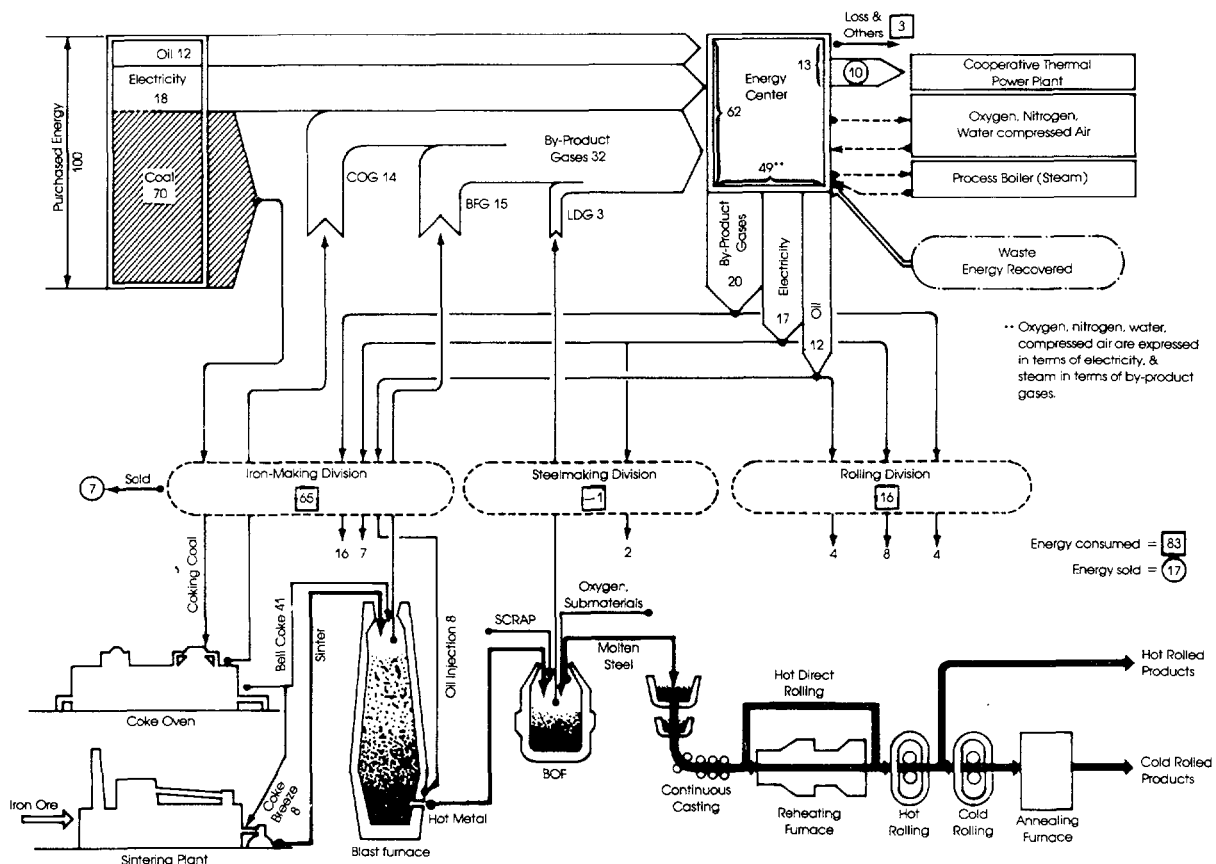 Loss &
Others
3
Oil 12
Electricity
18
Coal
70
Purchased Energy
100
COG 14
BFG 15
By-Product
Gases 32
LDG 3
62
Energy
Center
13
49**
10
Cooperative Thermal
Power Plant
Oxygen, Nitrogen,
Water compressed Air
Process Boiler (Steam)
Waste
Energy Recovered
By-Product
Gases
20
Electricity
17
Oil
12
·· Oxygen, nitrogen, water,
compressed air are expressed
in terms of electricity, &
steam in terms of by-product
gases.
7
Sold
Iron-Making Division
65
Steelmaking Division
-1
Rolling Division
16
16
7
2
4
8
4
Energy consumed = 83
Energy sold = 17
Coking Coal
Bell Coke 41
Sinter
Oil Injection 8
SCRAP
Oxygen,
Submaterials
Molten
Steel
Hot Direct
Rolling
Hot Rolled
Products
Coke Oven
BOF
Continuous
Casting
Reheating
Furnace
Hot
Rolling
Cold
Rolling
Annealing
Furnace
Cold Rolled
Products
Iron Ore
Coke
Breeze
8
Hot Metal
Sintering Plant
Blast furnace